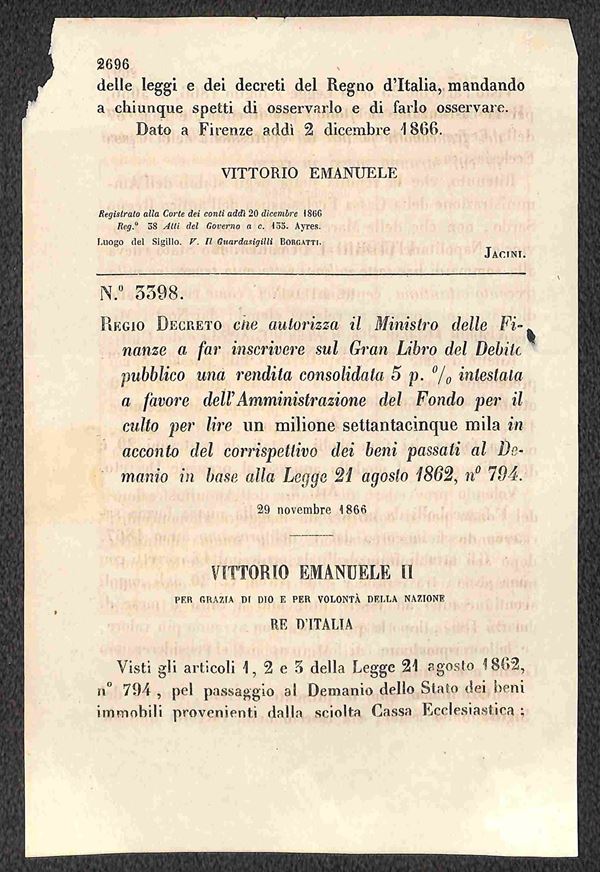 2696
delle leggi e dei decreti del Regno d'Italia, mandando
a chiunque spetti di osservarlo e di farlo osservare.
Dato a Firenze addì 2 dicembre 1866.
VITTORIO EMANUELE
Registrato alla Corte dei conti addì 20 dicembre 1866
Reg.º 38 Atti del Governo a c. 135. Ayres.
Luogo del Sigillo. V. Il Guardasigilli BORGATTI.
JACINI.
N.º 3398.
REGIO DECRETO che autorizza il Ministro delle Fi-
nanze a far inscrivere sul Gran Libro del Debito
pubblico una rendita consolidata 5 p. % intestata
a favore dell'Amministrazione del Fondo per il
culto per lire un milione settantacinque mila in
acconto del corrispettivo dei beni passati al De-
manio in base alla Legge 21 agosto 1862, nº 794.
29 novembre 1866
VITTORIO EMANUELE II
PER GRAZIA DI DIO E PER VOLONTÀ DELLA NAZIONE
RE D'ITALIA
Visti gli articoli 1, 2 e 3 della Legge 21 agosto 1862,
nº 794, pel passaggio al Demanio dello Stato dei beni
immobili provenienti dalla sciolta Cassa Ecclesiastica ;